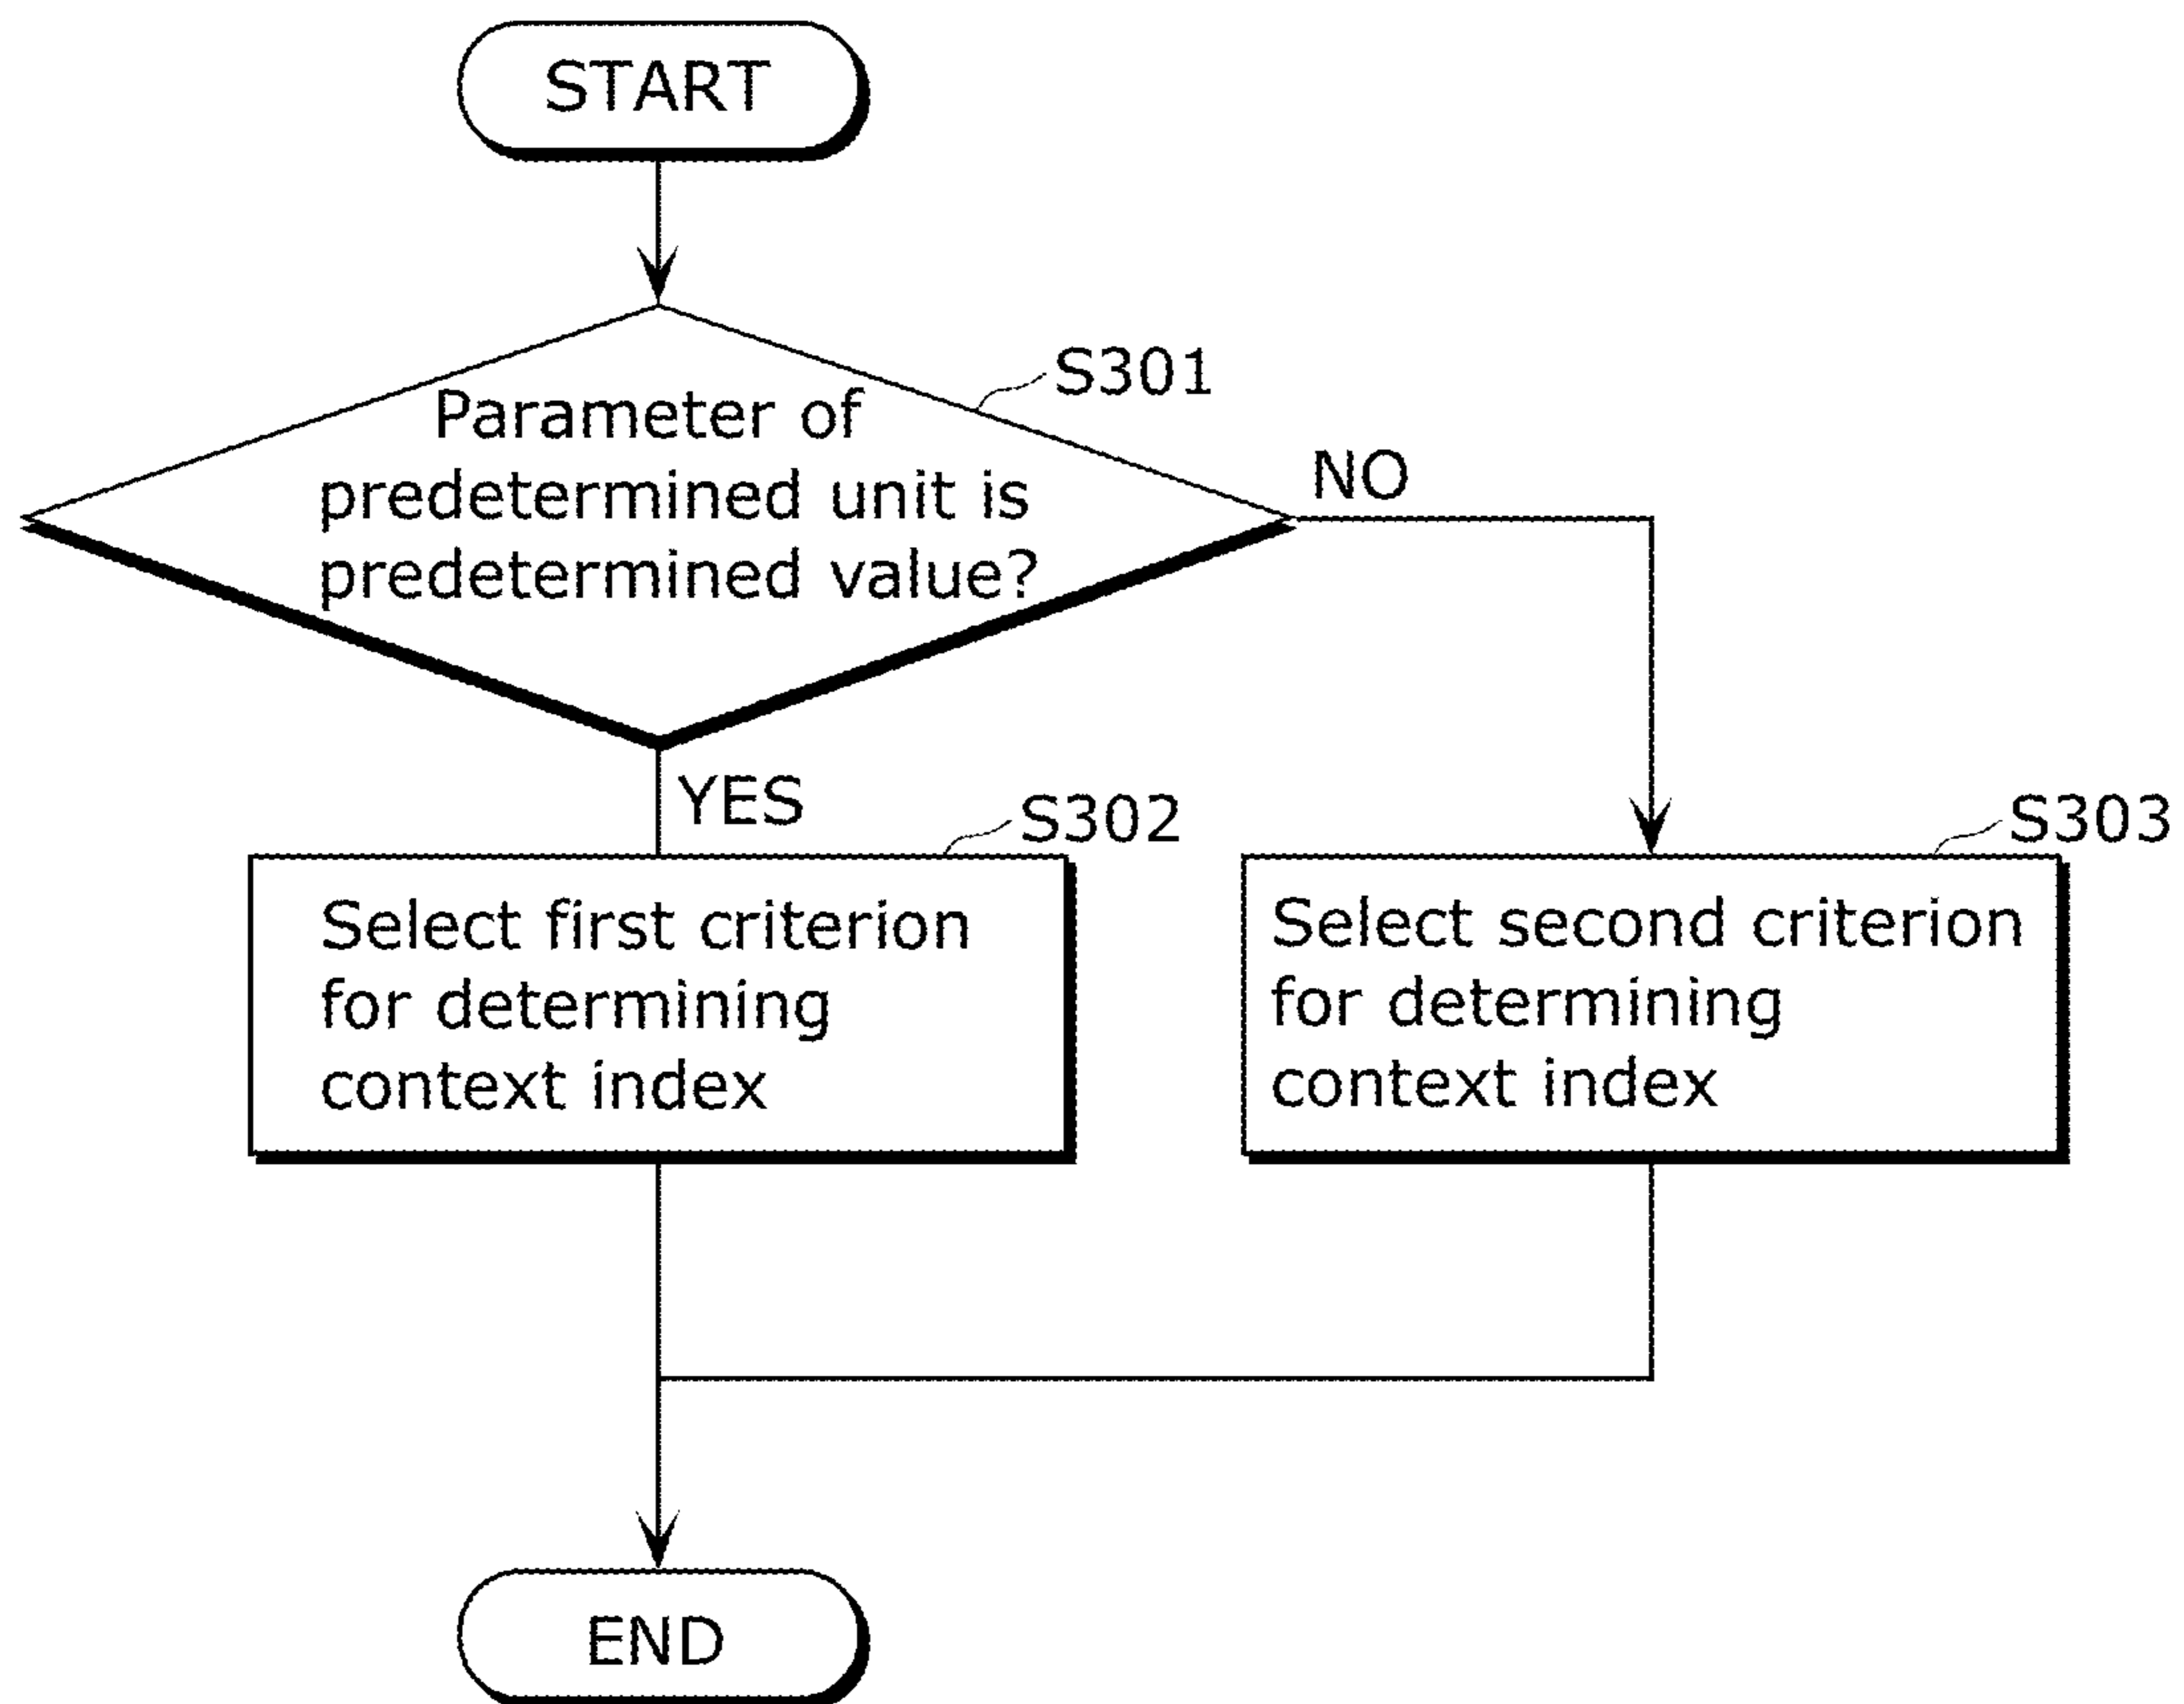 START
S301
Parameter of
predetermined unit is
predetermined value?
NO
YES
S302
Select first criterion
for determining
context index
S303
Select second criterion
for determining
context index
END